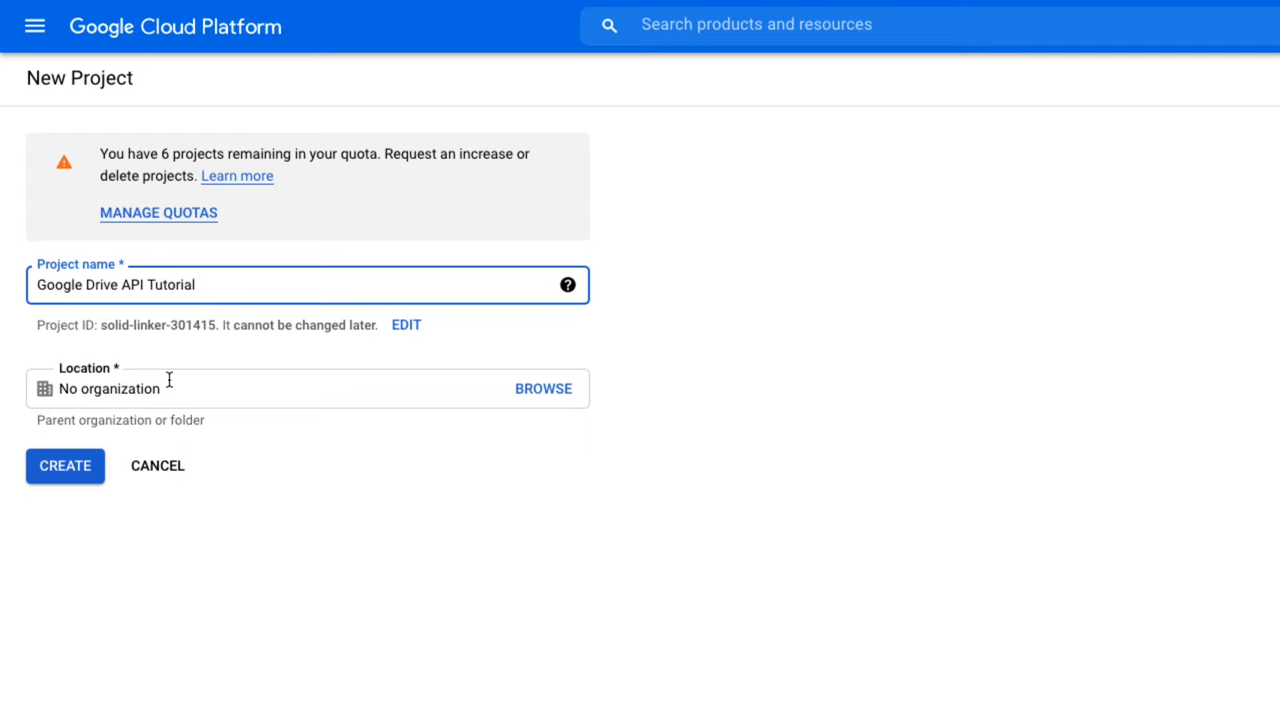 Google Cloud Platform
Search products and resources
New Project
You have 6 projects remaining in your quota. Request an increase or
delete projects. Learn more
MANAGE QUOTAS
Project name *
Google Drive API Tutorial
Project ID: solid-linker-301415. It cannot be changed later. EDIT
Location *
No organization
BROWSE
Parent organization or folder
CREATE
CANCEL